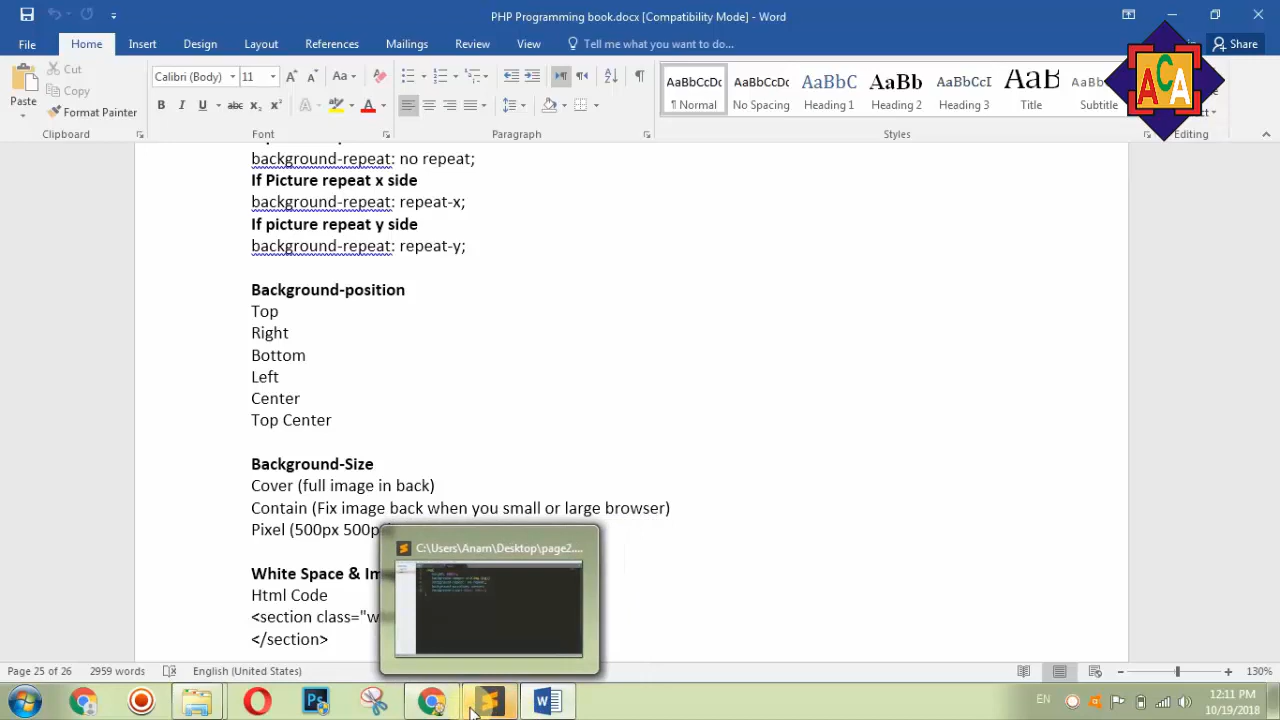 PHP Programming book.docx [Compatibility Mode] - Word
File Home Insert Design Layout References Mailings Review View Tell me what you want to do... Share
Paste Cut Copy Format Painter
Calibri (Body) 11
AaBbCcDc AaBbCcDc AaBbC AaBb AaBbCcI AaB
¶ Normal No Spacing Heading 1 Heading 2 Heading 3 Title Subtitle
Clipboard Font Paragraph Styles Editing
ACA
background-repeat: no repeat;
If Picture repeat x side
background-repeat: repeat-x;
If picture repeat y side
background-repeat: repeat-y;
Background-position
Top
Right
Bottom
Left
Center
Top Center
Background-Size
Cover (full image in back)
Contain (Fix image back when you small or large browser)
Pixel (500px 500p
C:\Users\Anam\Desktop\page2....
White Space & Im
Html Code
<section class="w
</section>
Page 25 of 26 2959 words English (United States) 130%
EN 12:11 PM
10/19/2018